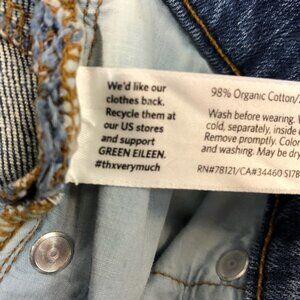 We'd like our
clothes back.
Recycle them at
our US stores
and support
GREEN EILEEN.
#thxverymuch
98% Organic Cotton/
Wash before wearing.
cold, separately, inside
Remove promptly. Color
and washing. May be dry
RN#78121/CA#34460 S17B